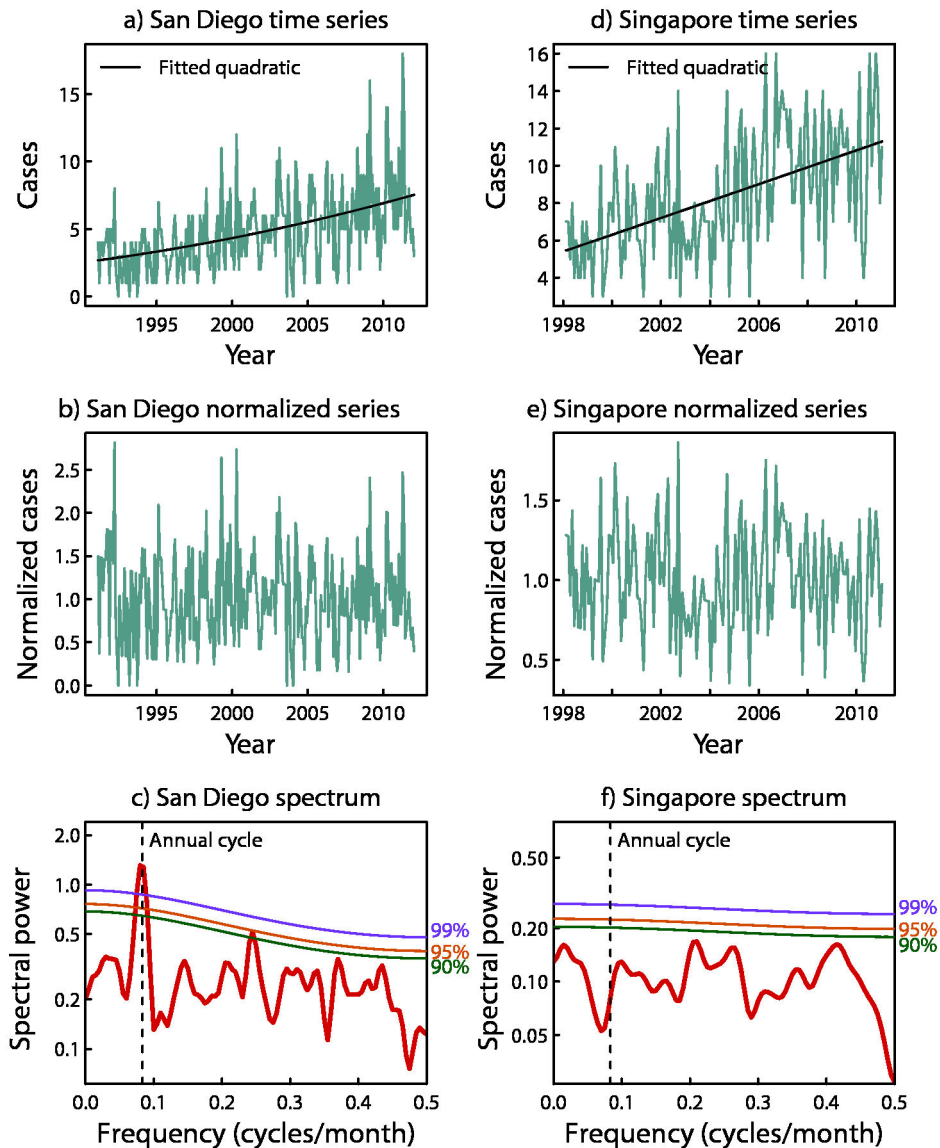 a) San Diego time series
Fitted quadratic
15
10
5
0
Cases
1995 2000 2005 2010
Year
d) Singapore time series
Fitted quadratic
16
14
12
10
8
6
4
Cases
1998 2002 2006 2010
Year
b) San Diego normalized series
2.5
2.0
1.5
1.0
0.5
0.0
Normalized cases
1995 2000 2005 2010
Year
e) Singapore normalized series
1.5
1.0
0.5
Normalized cases
1998 2002 2006 2010
Year
c) San Diego spectrum
Annual cycle
2.0
1.0
0.5
0.2
0.1
Spectral power
99%
95%
90%
0.0 0.1 0.2 0.3 0.4 0.5
Frequency (cycles/month)
f) Singapore spectrum
Annual cycle
0.50
0.20
0.10
0.05
Spectral power
99%
95%
90%
0.0 0.1 0.2 0.3 0.4 0.5
Frequency (cycles/month)